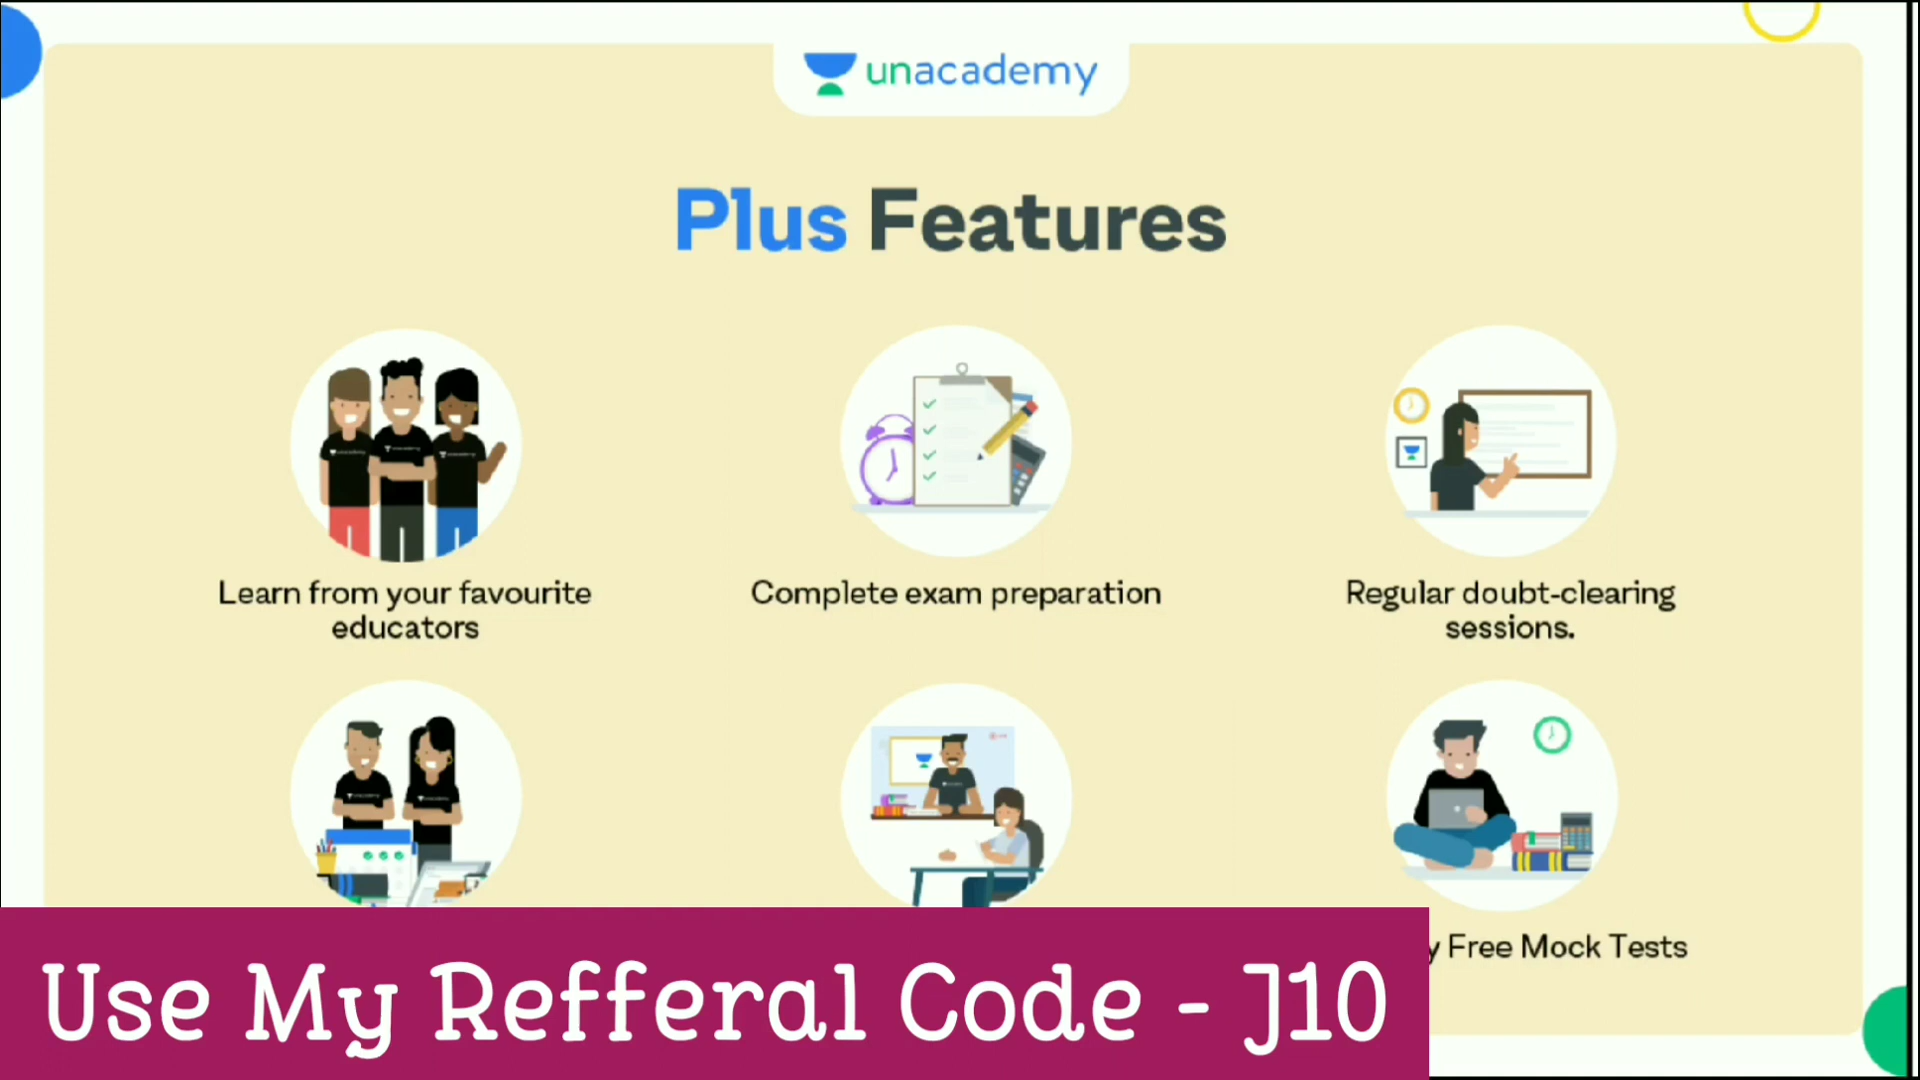 unacademy
Plus Features
Learn from your favourite
educators
Complete exam preparation
Regular doubt-clearing
sessions.
Free Mock Tests
Use My Refferal Code - J10